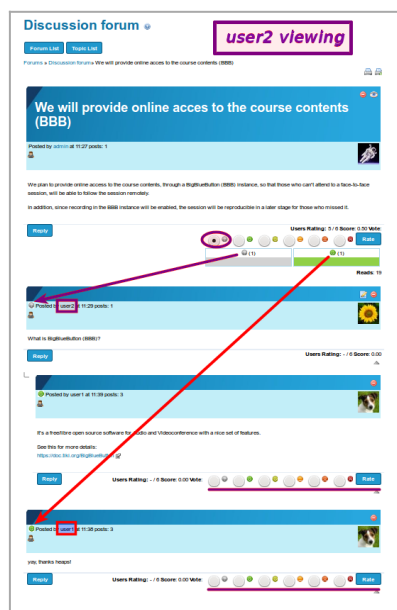 Discussion forum
user2 viewing
Forum List Topic List
Forums » Discussion forum» We will provide online acces to the course contents (BBB)
We will provide online acces to the course contents
(BBB)
Posted by admin at 11:27 posts: 1
We plan to provide online access to the course contents, through a BigBlueButton (BBB) instance, so that those who can't attend to a face-to-face
session, will be able to follow the session remotely.
In addition, since recording in the BBB instance will be enabled, the session will be reproducible in a later stage for those who missed it.
Reply
Users Rating: 5 / 6 Score: 0.50 Vote:
Rate
(1) (1)
Reads: 19
Posted by user2 at 11:29 posts: 1
What is BigBlueButton (BBB)?
Reply Users Rating: - / 6 Score: 0.00
Posted by user1 at 11:39 posts: 3
It's a free/libre open source software for Audio and Videoconference with a nice set of features.
See this for more details:
https://doc.tiki.org/BigBlueButton
Reply Users Rating: - / 6 Score: 0.00 Vote: Rate
Posted by user1 at 11:38 posts: 3
yay, thanks heaps!
Reply Users Rating: - / 6 Score: 0.00 Vote: Rate